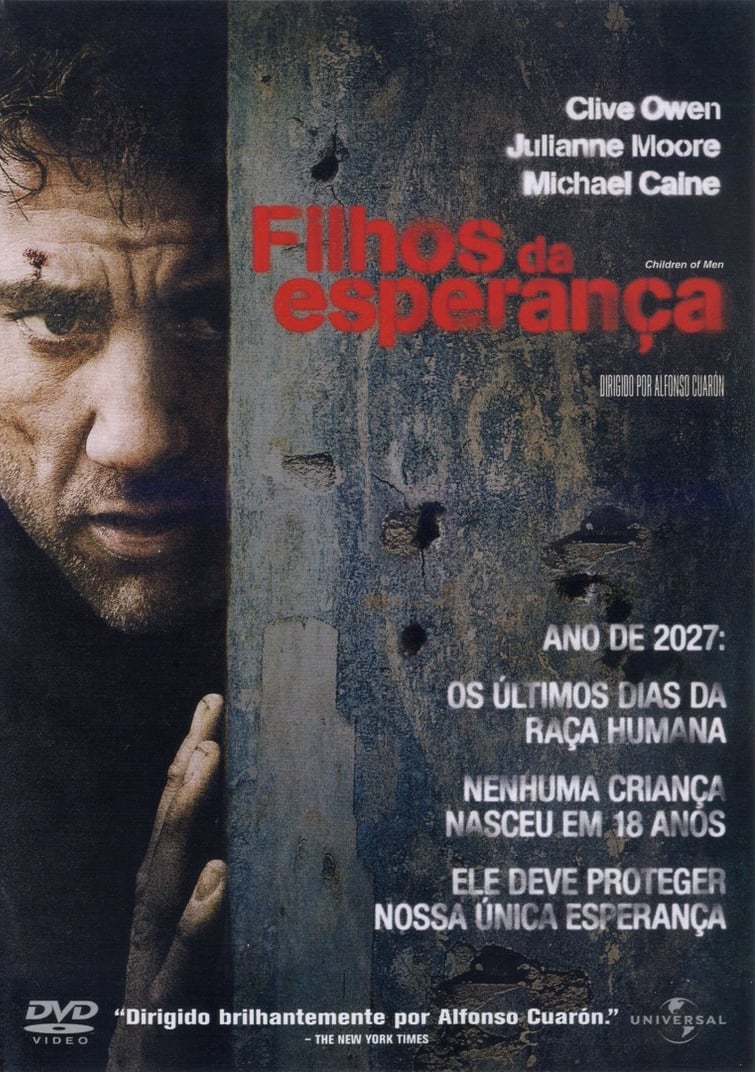 Clive Owen
Julianne Moore
Michael Caine
Filhos da
Children of Men
esperança
DIRIGIDO POR ALFONSO CUARÓN
ANO DE 2027:
OS ÚLTIMOS DIAS DA
RAÇA HUMANA
NENHUMA CRIANÇA
NASCEU EM 18 ANOS
ELE DEVE PROTEGER
NOSSA ÚNICA ESPERANÇA
DVD
VIDEO
“Dirigido brilhantemente por Alfonso Cuarón.”
– THE NEW YORK TIMES
UNIVERSAL